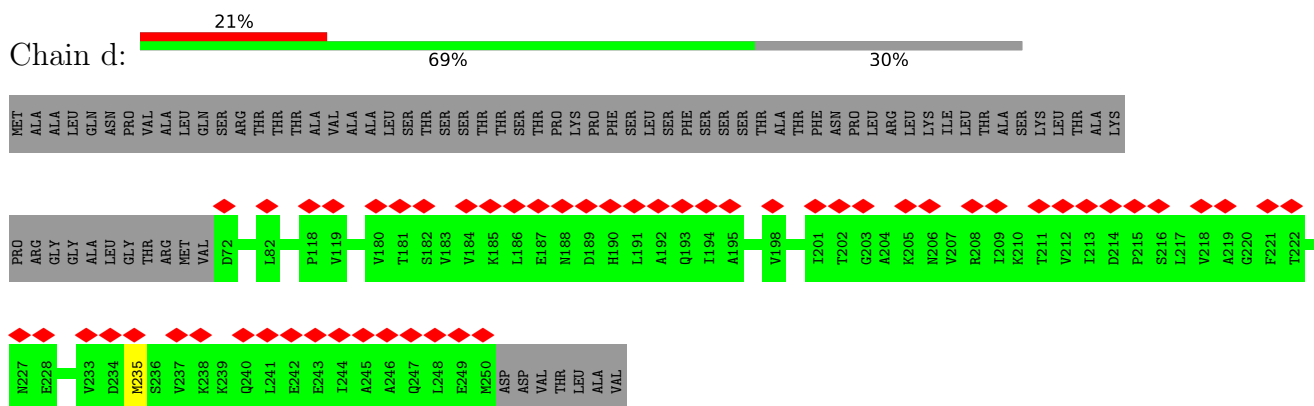 21%
Chain d:
69%
30%
MET ALA ALA LEU GLN ASN PRO VAL ALA LEU GLN SER ARG THR THR THR ALA VAL ALA ALA LEU SER THR SER SER THR THR SER THR PRO LYS PRO PHE SER LEU SER PHE SER SER SER THR ALA THR PHE ASN PRO LEU ARG LEU LYS ILE LEU THR ALA SER LYS LEU THR ALA LYS
PRO ARG GLY GLY ALA LEU GLY THR ARG MET VAL D72 L82 P118 V119 V180 T181 S182 V183 V184 K185 L186 E187 N188 D189 H190 L191 A192 Q193 I194 A195 V198 I201 T202 G203 A204 K205 N206 V207 R208 I209 K210 T211 V212 I213 D214 P215 S216 L217 V218 A219 G220 F221 T222
N227 E228 V233 D234 M235 S236 V237 K238 K239 Q240 L241 E242 E243 I244 A245 A246 Q247 L248 E249 M250 ASP ASP VAL THR LEU ALA VAL